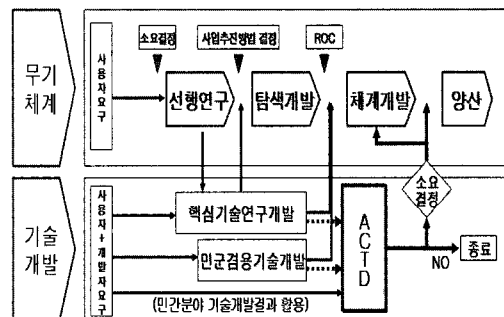 무기
체계
사용자요구
소요결정
사업추진방법 결정
ROC
선행연구
탐색개발
체계개발
양산
기술
개발
사용자+개발자요구
핵심기술연구개발
민군겸용기술개발
(민간분야 기술개발결과 활용)
ACTD
소요
결정
NO
종료